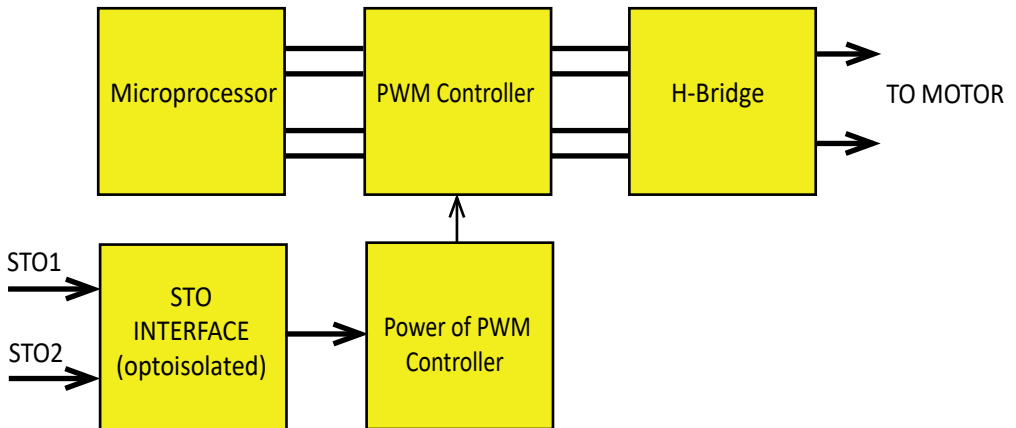 Microprocessor
PWM Controller
H-Bridge
TO MOTOR
STO1
STO2
STO
INTERFACE
(optoisolated)
Power of PWM
Controller